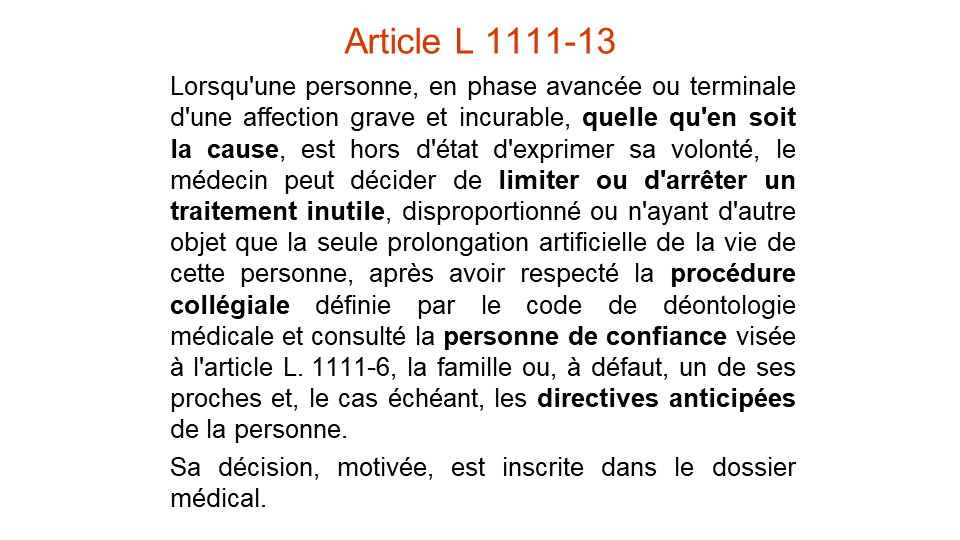 Article L 1111-13
Lorsqu'une personne, en phase avancée ou terminale
d'une affection grave et incurable, quelle qu'en soit
la cause, est hors d'état d'exprimer sa volonté, le
médecin peut décider de limiter ou d'arrêter un
traitement inutile, disproportionné ou n'ayant d'autre
objet que la seule prolongation artificielle de la vie de
cette personne, après avoir respecté la procédure
collégiale définie par le code de déontologie
médicale et consulté la personne de confiance visée
à l'article L. 1111-6, la famille ou, à défaut, un de ses
proches et, le cas échéant, les directives anticipées
de la personne.
Sa décision, motivée, est inscrite dans le dossier
médical.